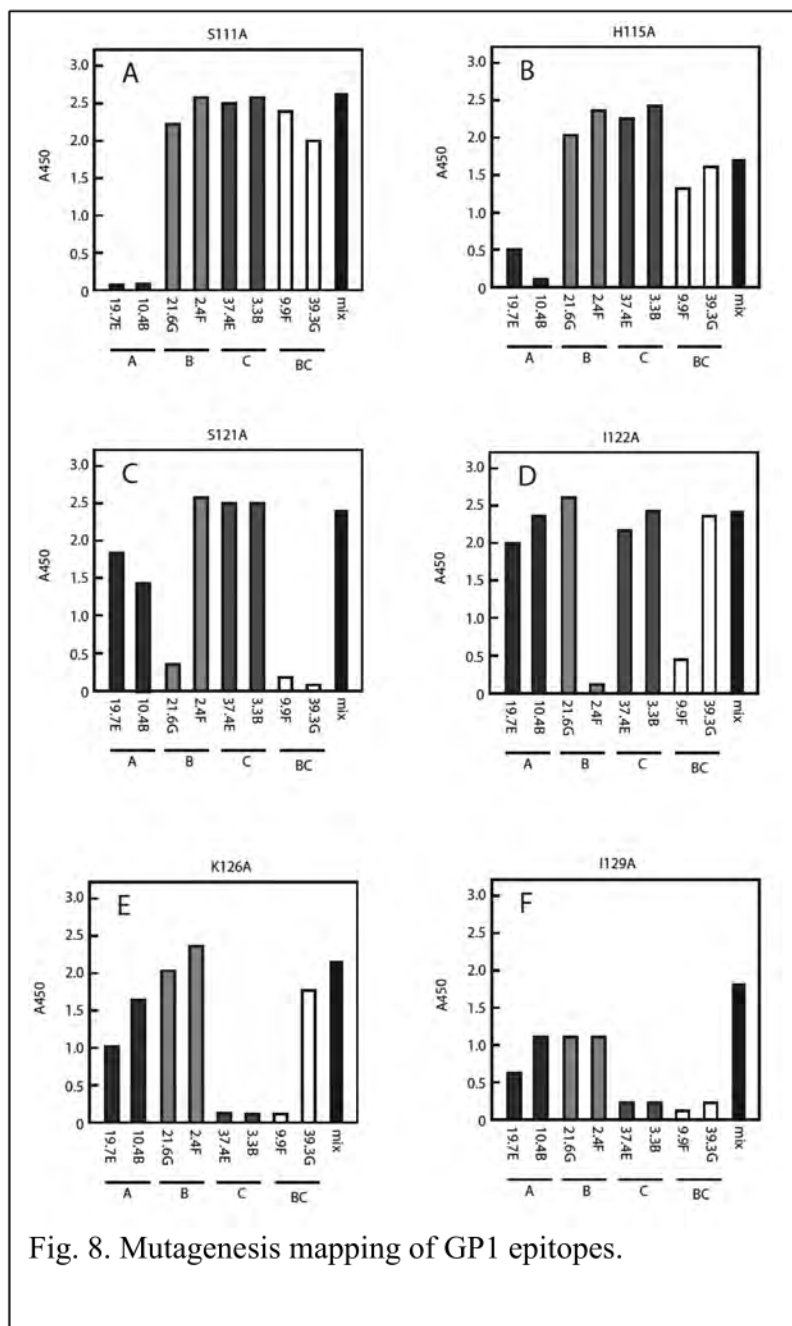 S111A
A
3.0
2.5
2.0
1.5
1.0
0.5
0
A450
19.7E 10.4B 21.6G 2.4F 37.4E 3.3B 9.9F 39.3G mix
A B C BC
H115A
B
3.0
2.5
2.0
1.5
1.0
0.5
0
A450
19.7E 10.4B 21.6G 2.4F 37.4E 3.3B 9.9F 39.3G mix
A B C BC
S121A
C
3.0
2.5
2.0
1.5
1.0
0.5
0
A450
19.7E 10.4B 21.6G 2.4F 37.4E 3.3B 9.9F 39.3G mix
A B C BC
I122A
D
3.0
2.5
2.0
1.5
1.0
0.5
0
A450
19.7E 10.4B 21.6G 2.4F 37.4E 3.3B 9.9F 39.3G mix
A B C BC
K126A
E
3.0
2.5
2.0
1.5
1.0
0.5
0
A450
19.7E 10.4B 21.6G 2.4F 37.4E 3.3B 9.9F 39.3G mix
A B C BC
I129A
F
3.0
2.5
2.0
1.5
1.0
0.5
0
A450
19.7E 10.4B 21.6G 2.4F 37.4E 3.3B 9.9F 39.3G mix
A B C BC
Fig. 8. Mutagenesis mapping of GP1 epitopes.